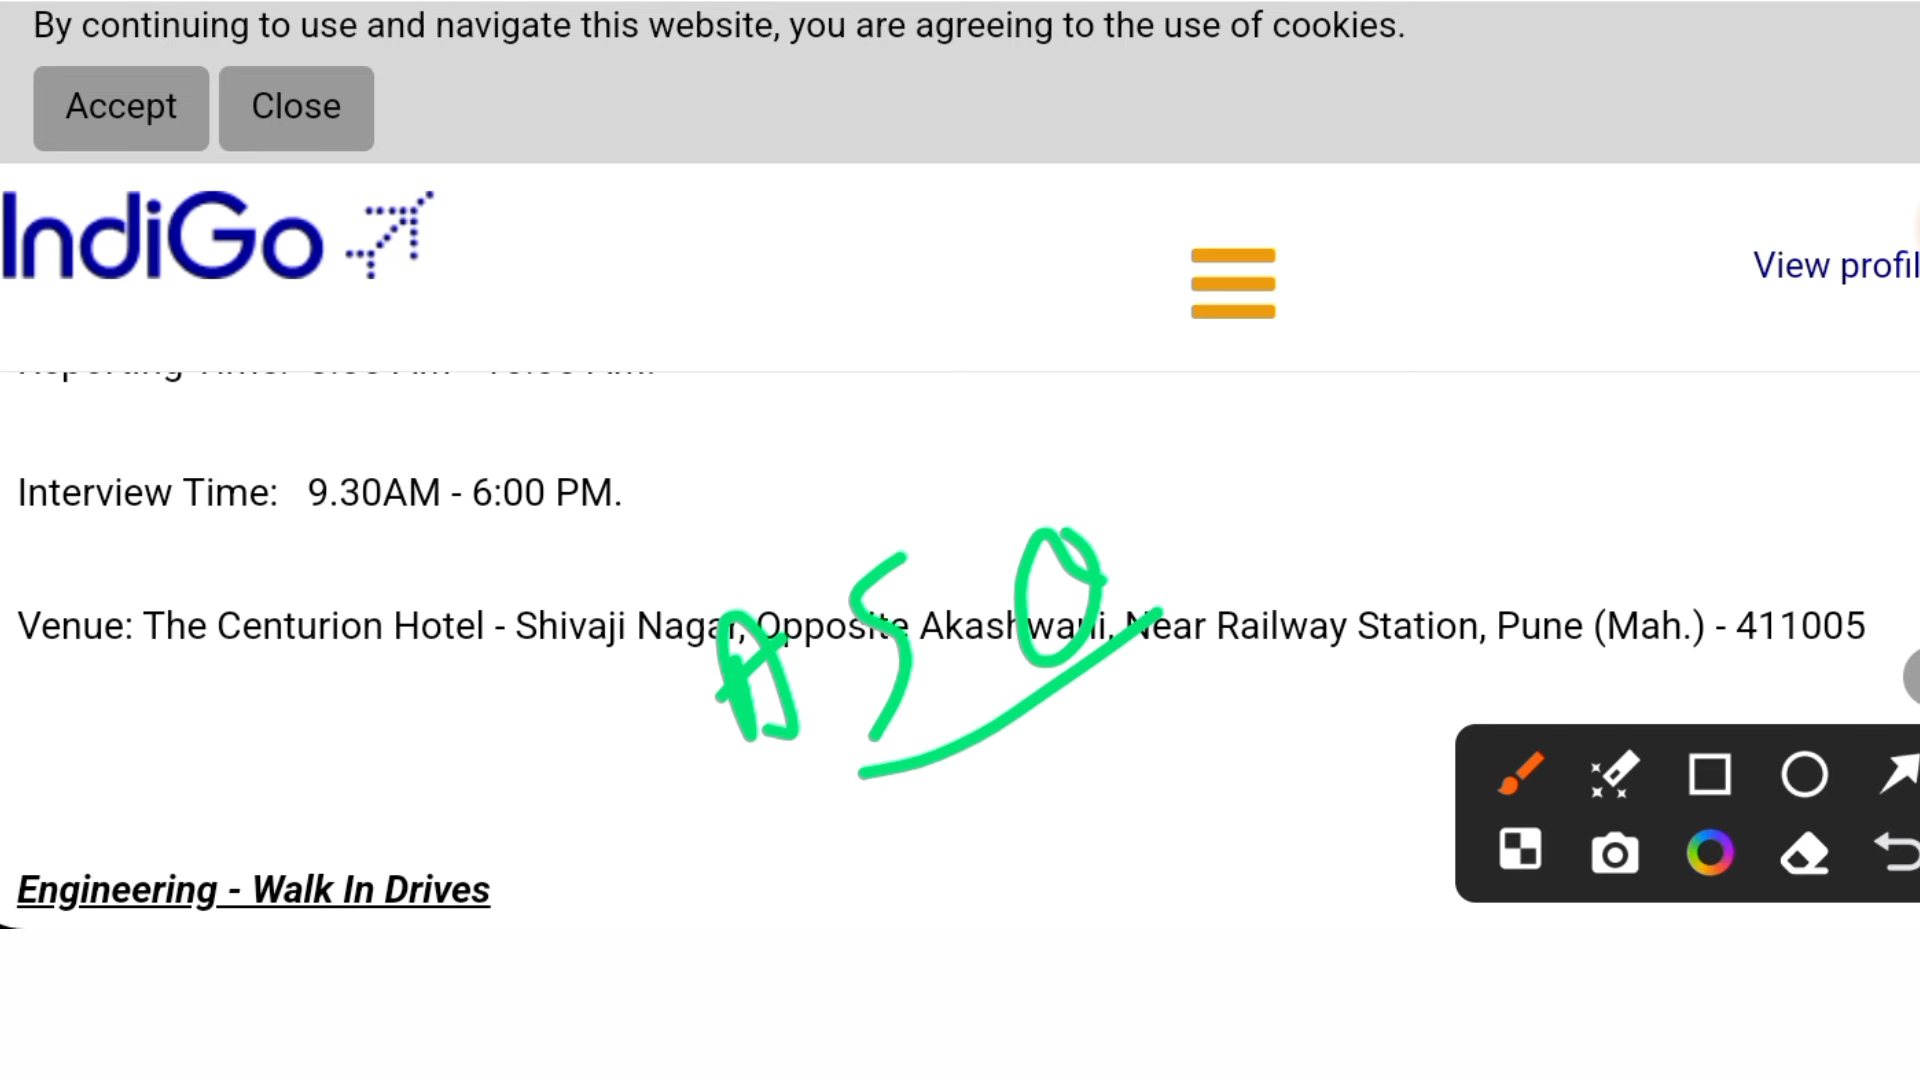 By continuing to use and navigate this website, you are agreeing to the use of cookies.
Accept Close
IndiGo
View profil
Interview Time: 9.30AM - 6:00 PM.
Venue: The Centurion Hotel - Shivaji Nagar, Opposite Akashwani, Near Railway Station, Pune (Mah.) - 411005
ASO
Engineering - Walk In Drives